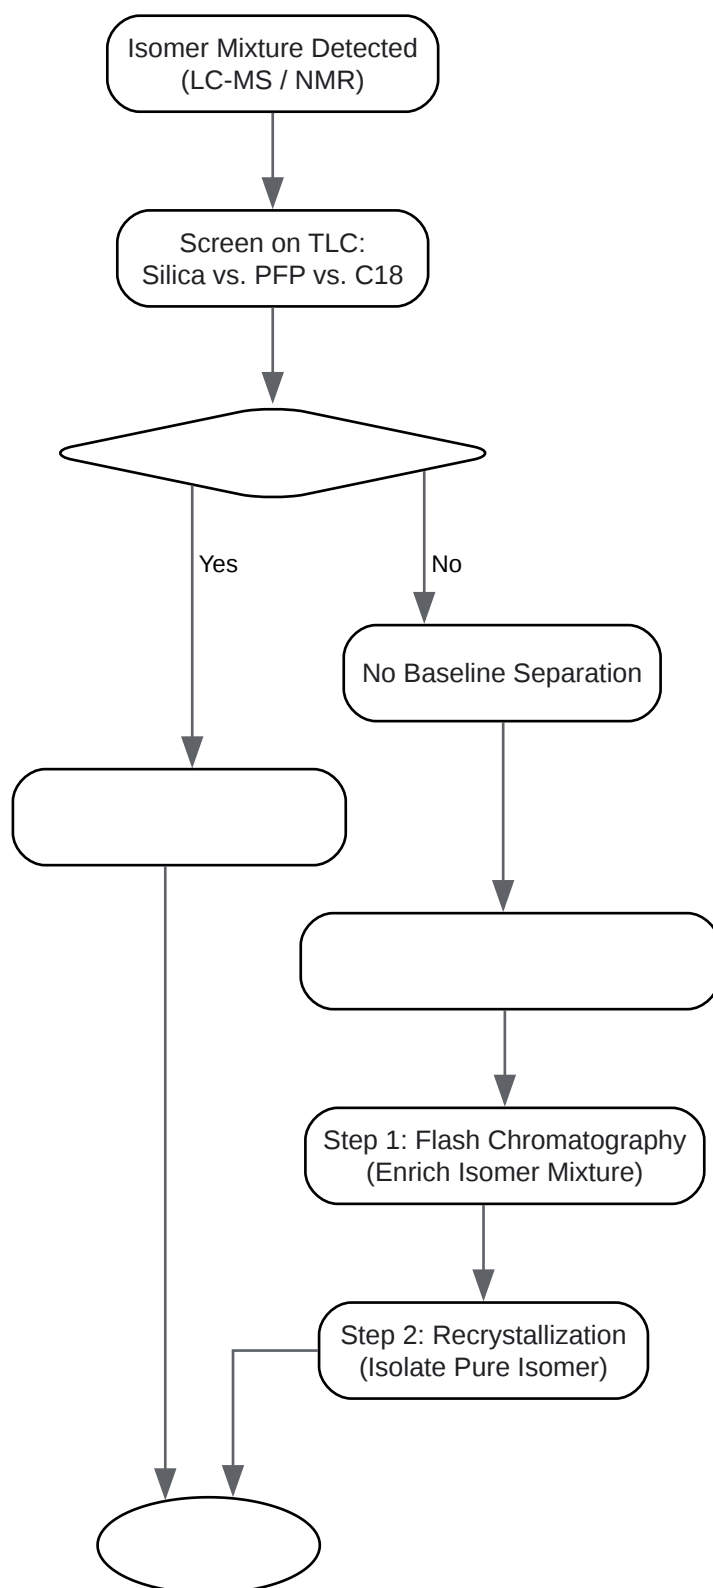 Isomer Mixture Detected
(LC-MS / NMR)
Screen on TLC:
Silica vs. PFP vs. C18
Yes
No
No Baseline Separation
Step 1: Flash Chromatography
(Enrich Isomer Mixture)
Step 2: Recrystallization
(Isolate Pure Isomer)